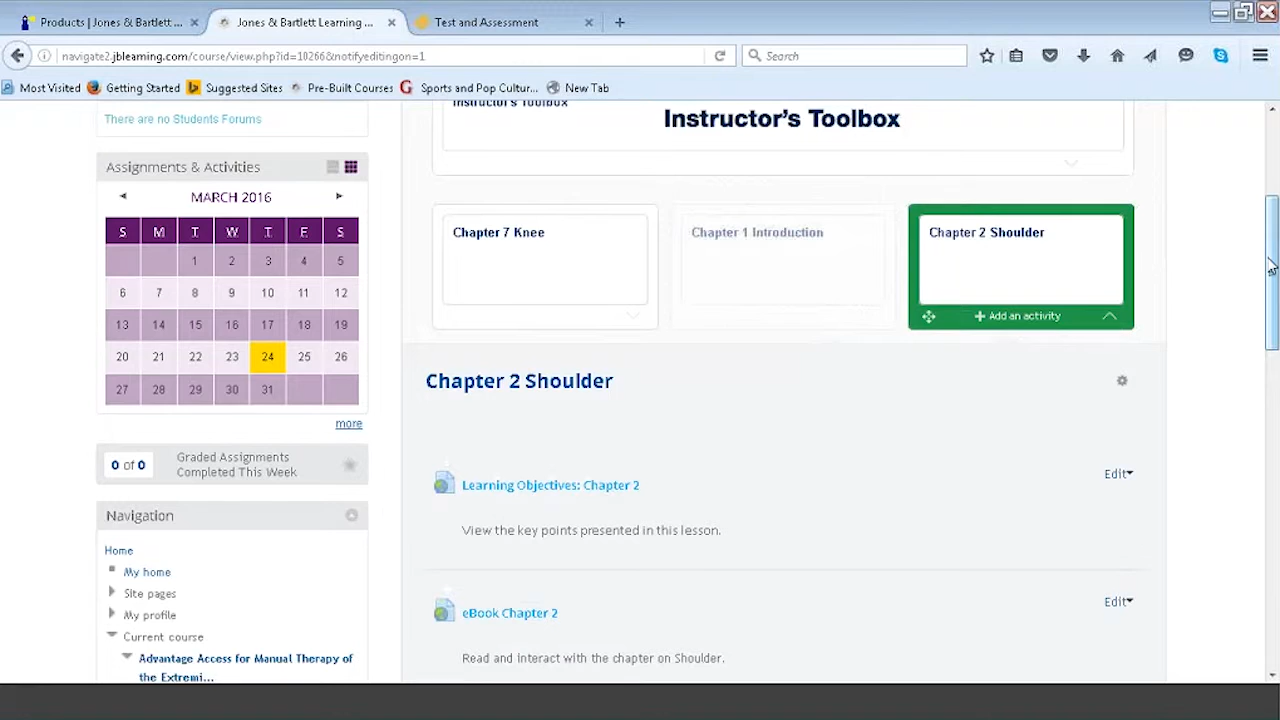 Products | Jones & Bartlett ...
Jones & Bartlett Learning ...
Test and Assessment
navigate2.jblearning.com/course/view.php?id=10266&notifyeditingon=1
Search
Most Visited
Getting Started
Suggested Sites
Pre-Built Courses
Sports and Pop Cultur...
New Tab
There are no Students Forums
Assignments & Activities
MARCH 2016
S M T W T F S
1 2 3 4 5
6 7 8 9 10 11 12
13 14 15 16 17 18 19
20 21 22 23 24 25 26
27 28 29 30 31
more
0 of 0
Graded Assignments
Completed This Week
Navigation
Home
My home
Site pages
My profile
Current course
Advantage Access for Manual Therapy of
the Extremi...
Instructor's Toolbox
Instructor's Toolbox
Chapter 7 Knee
Chapter 1 Introduction
Chapter 2 Shoulder
+ Add an activity
Chapter 2 Shoulder
Learning Objectives: Chapter 2
Edit
View the key points presented in this lesson.
eBook Chapter 2
Edit
Read and interact with the chapter on Shoulder.